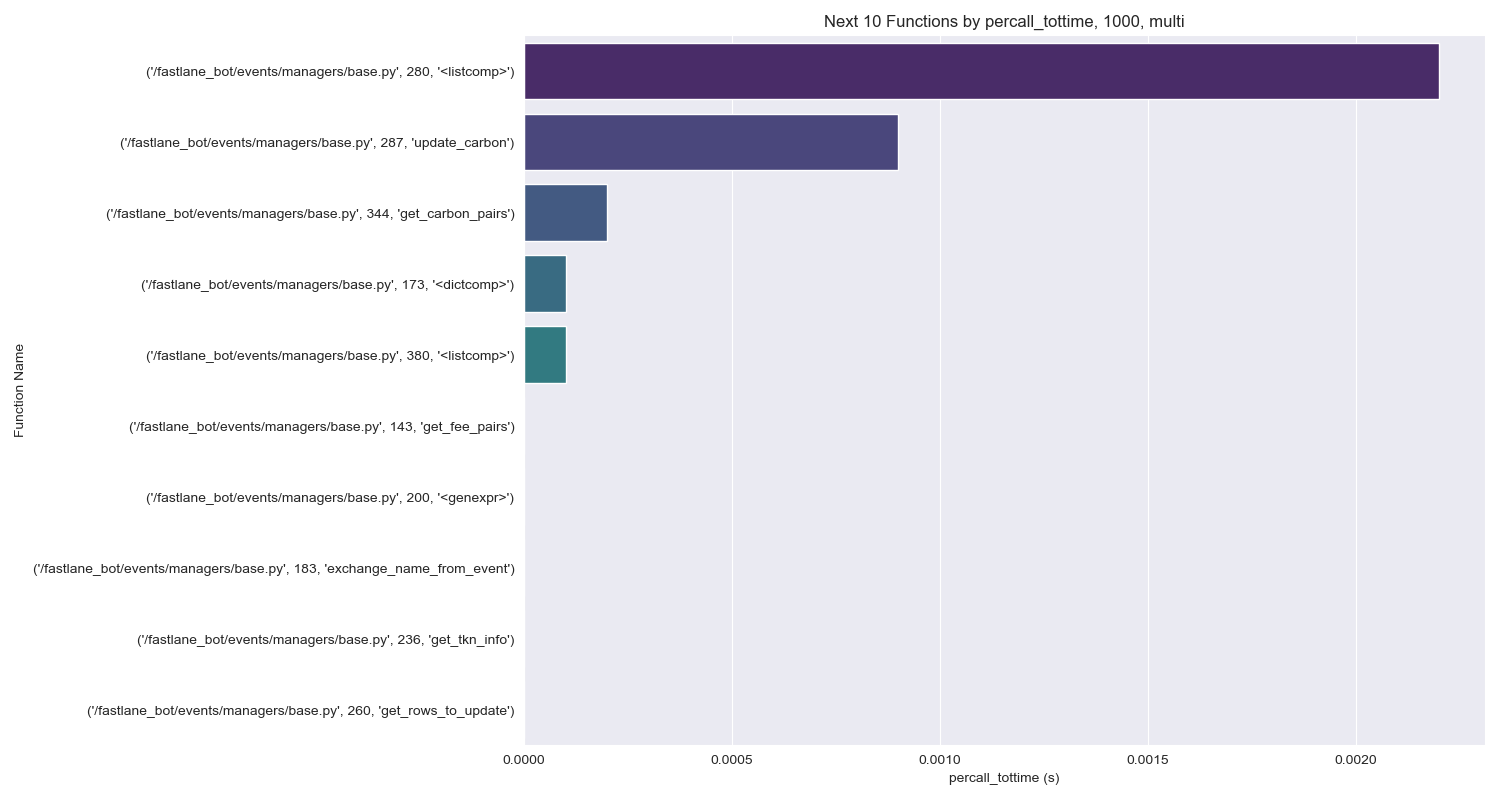 Next 10 Functions by percall_tottime, 1000, multi
('/fastlane_bot/events/managers/base.py', 280, '<listcomp>')
('/fastlane_bot/events/managers/base.py', 287, 'update_carbon')
('/fastlane_bot/events/managers/base.py', 344, 'get_carbon_pairs')
('/fastlane_bot/events/managers/base.py', 173, '<dictcomp>')
('/fastlane_bot/events/managers/base.py', 380, '<listcomp>')
('/fastlane_bot/events/managers/base.py', 143, 'get_fee_pairs')
('/fastlane_bot/events/managers/base.py', 200, '<genexpr>')
('/fastlane_bot/events/managers/base.py', 183, 'exchange_name_from_event')
('/fastlane_bot/events/managers/base.py', 236, 'get_tkn_info')
('/fastlane_bot/events/managers/base.py', 260, 'get_rows_to_update')
Function Name
0.0000 0.0005 0.0010 0.0015 0.0020
percall_tottime (s)